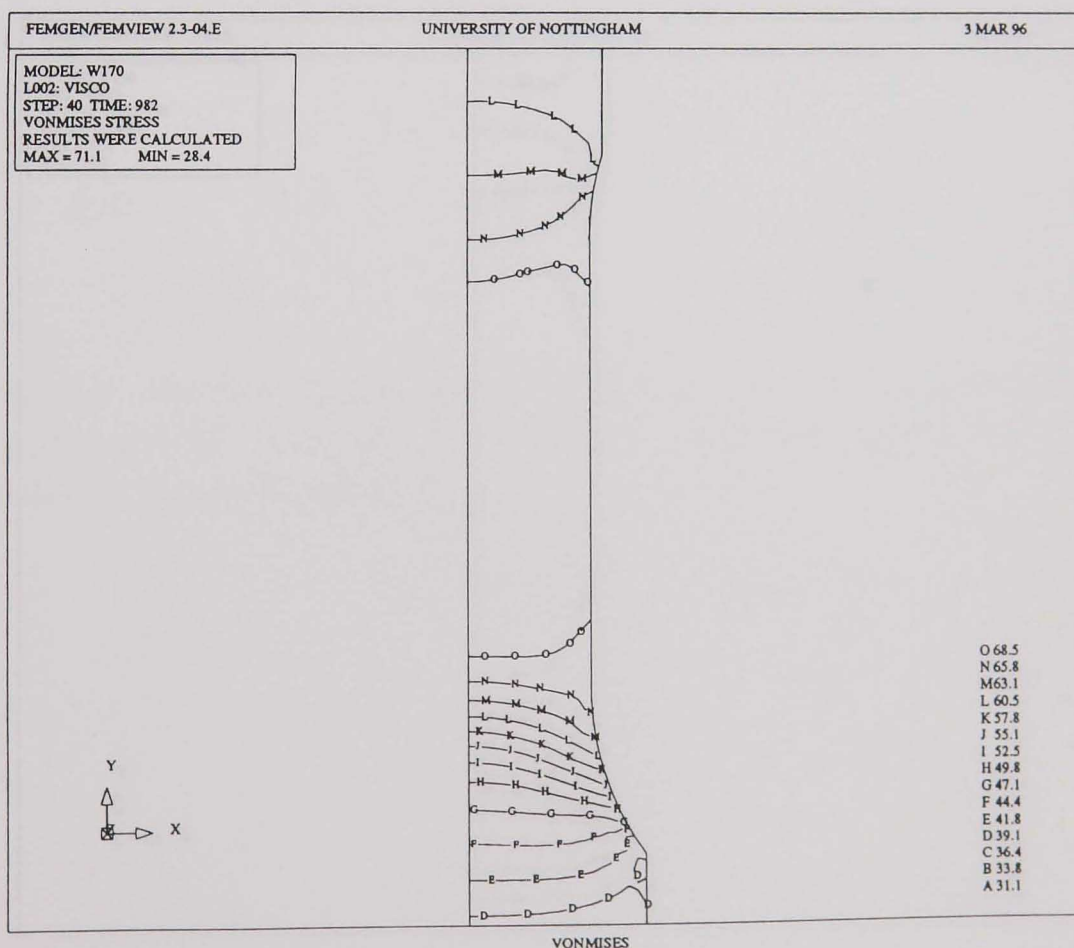 FEMGEN/FEMVIEW 2.3-04.E UNIVERSITY OF NOTTINGHAM 3 MAR 96
MODEL: W170
L002: VISCO
STEP: 40 TIME: 982
VONMISES STRESS
RESULTS WERE CALCULATED
MAX = 71.1 MIN = 28.4
L L L L
M M M M
N N N N
O O O O O O
O O O O O
N N N N N
M M M M
L L L L
K K K K K
J J J J J
I I I I I
H H H H
G G G G G
F F F F F
E E E E E
D
D D D D D
Y
X
O 68.5
N 65.8
M63.1
L 60.5
K 57.8
J 55.1
I 52.5
H 49.8
G 47.1
F 44.4
E 41.8
D 39.1
C 36.4
B 33.8
A 31.1
VONMISES